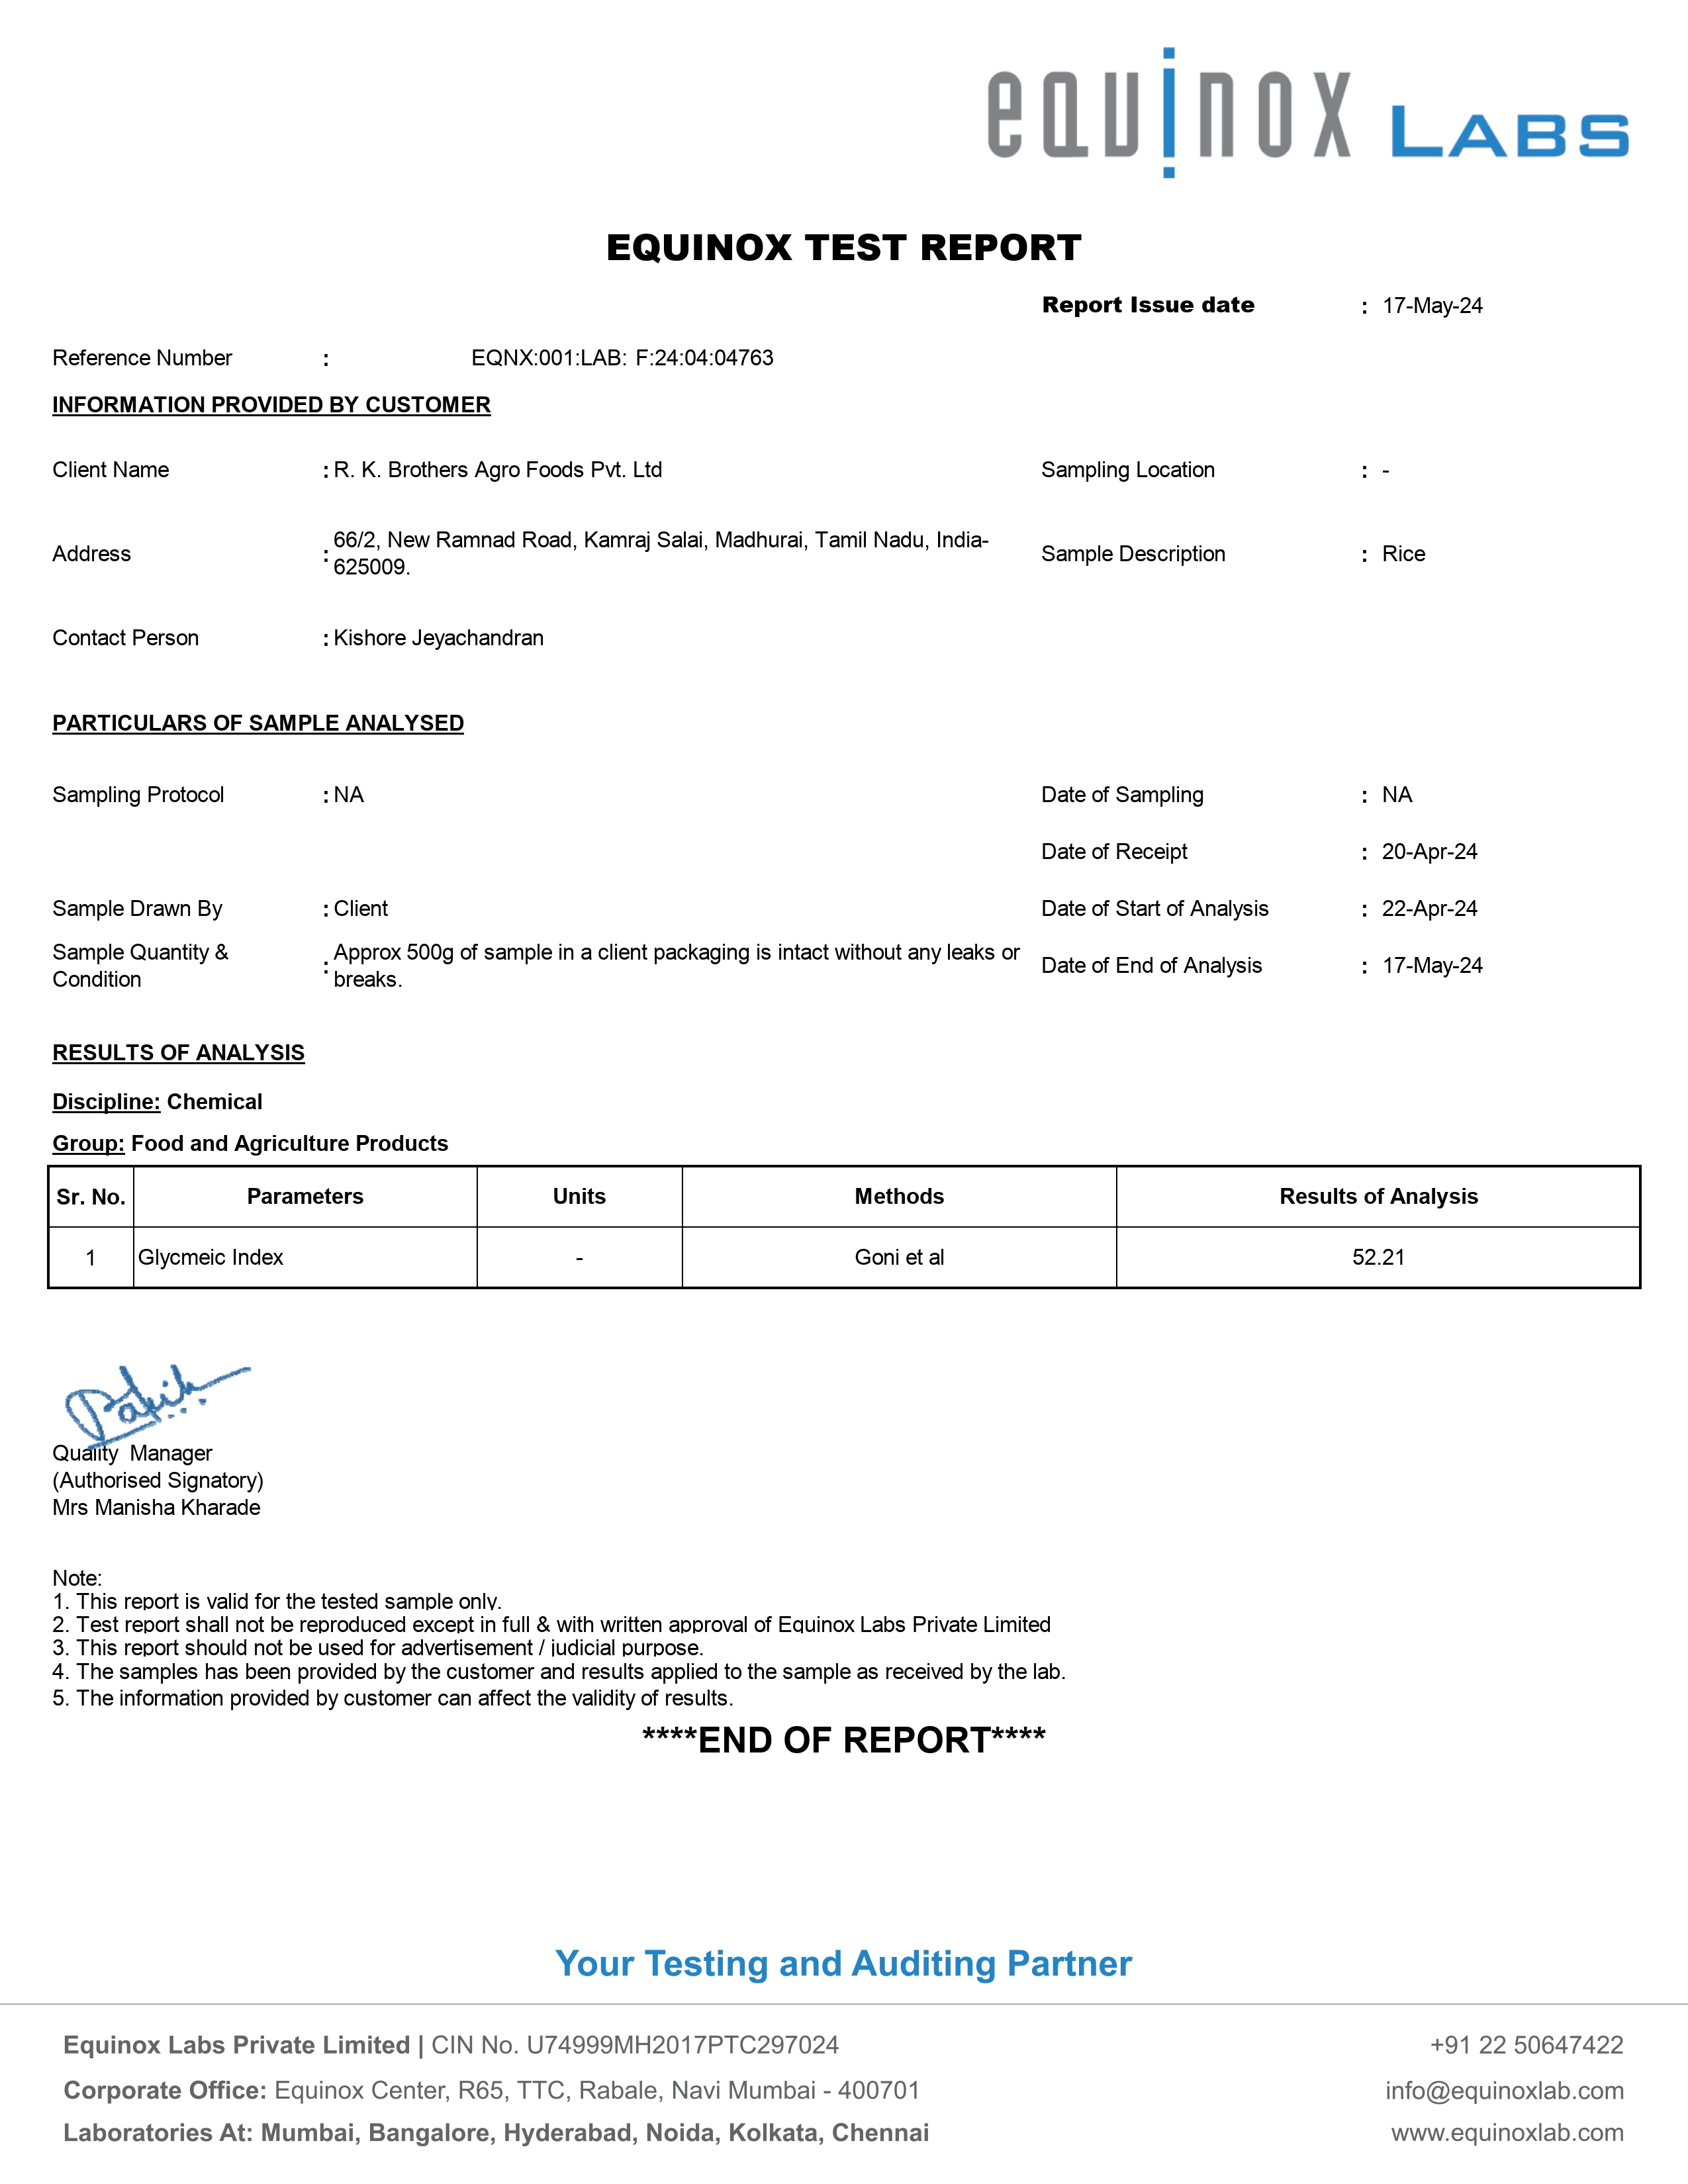 equinox LABS
EQUINOX TEST REPORT
Report Issue date : 17-May-24
Reference Number : EQNX:001:LAB: F:24:04:04763
INFORMATION PROVIDED BY CUSTOMER
Client Name : R. K. Brothers Agro Foods Pvt. Ltd Sampling Location : -
Address : 66/2, New Ramnad Road, Kamraj Salai, Madhurai, Tamil Nadu, India-
625009.
Sample Description : Rice
Contact Person : Kishore Jeyachandran
PARTICULARS OF SAMPLE ANALYSED
Sampling Protocol : NA Date of Sampling : NA
Date of Receipt : 20-Apr-24
Sample Drawn By : Client Date of Start of Analysis : 22-Apr-24
Sample Quantity &
Condition
: Approx 500g of sample in a client packaging is intact without any leaks or
breaks.
Date of End of Analysis : 17-May-24
RESULTS OF ANALYSIS
Discipline: Chemical
Group: Food and Agriculture Products
Sr. No. Parameters Units Methods Results of Analysis
1 Glycmeic Index - Goni et al 52.21
Quality Manager
(Authorised Signatory)
Mrs Manisha Kharade
Note:
1. This report is valid for the tested sample only.
2. Test report shall not be reproduced except in full & with written approval of Equinox Labs Private Limited
3. This report should not be used for advertisement / judicial purpose.
4. The samples has been provided by the customer and results applied to the sample as received by the lab.
5. The information provided by customer can affect the validity of results.
****END OF REPORT****
Your Testing and Auditing Partner
Equinox Labs Private Limited | CIN No. U74999MH2017PTC297024 +91 22 50647422
Corporate Office: Equinox Center, R65, TTC, Rabale, Navi Mumbai - 400701 info@equinoxlab.com
Laboratories At: Mumbai, Bangalore, Hyderabad, Noida, Kolkata, Chennai www.equinoxlab.com